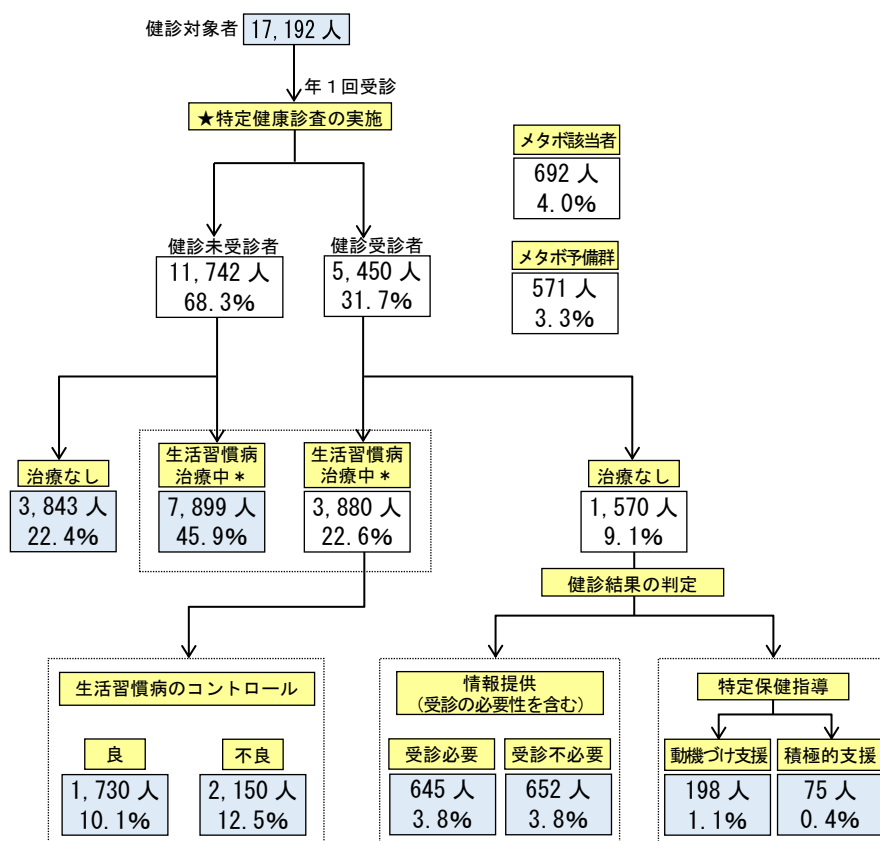 健診対象者 17,192 人
年１回受診
★特定健康診査の実施
メタボ該当者
692 人
4.0%
メタボ予備群
571 人
3.3%
健診未受診者
11,742 人
68.3%
健診受診者
5,450 人
31.7%
治療なし
3,843 人
22.4%
生活習慣病
治療中＊
7,899 人
45.9%
生活習慣病
治療中＊
3,880 人
22.6%
治療なし
1,570 人
9.1%
健診結果の判定
生活習慣病のコントロール
良
1,730 人
10.1%
不良
2,150 人
12.5%
情報提供
(受診の必要性を含む)
受診必要
645 人
3.8%
受診不必要
652 人
3.8%
特定保健指導
動機づけ支援
198 人
1.1%
積極的支援
75 人
0.4%